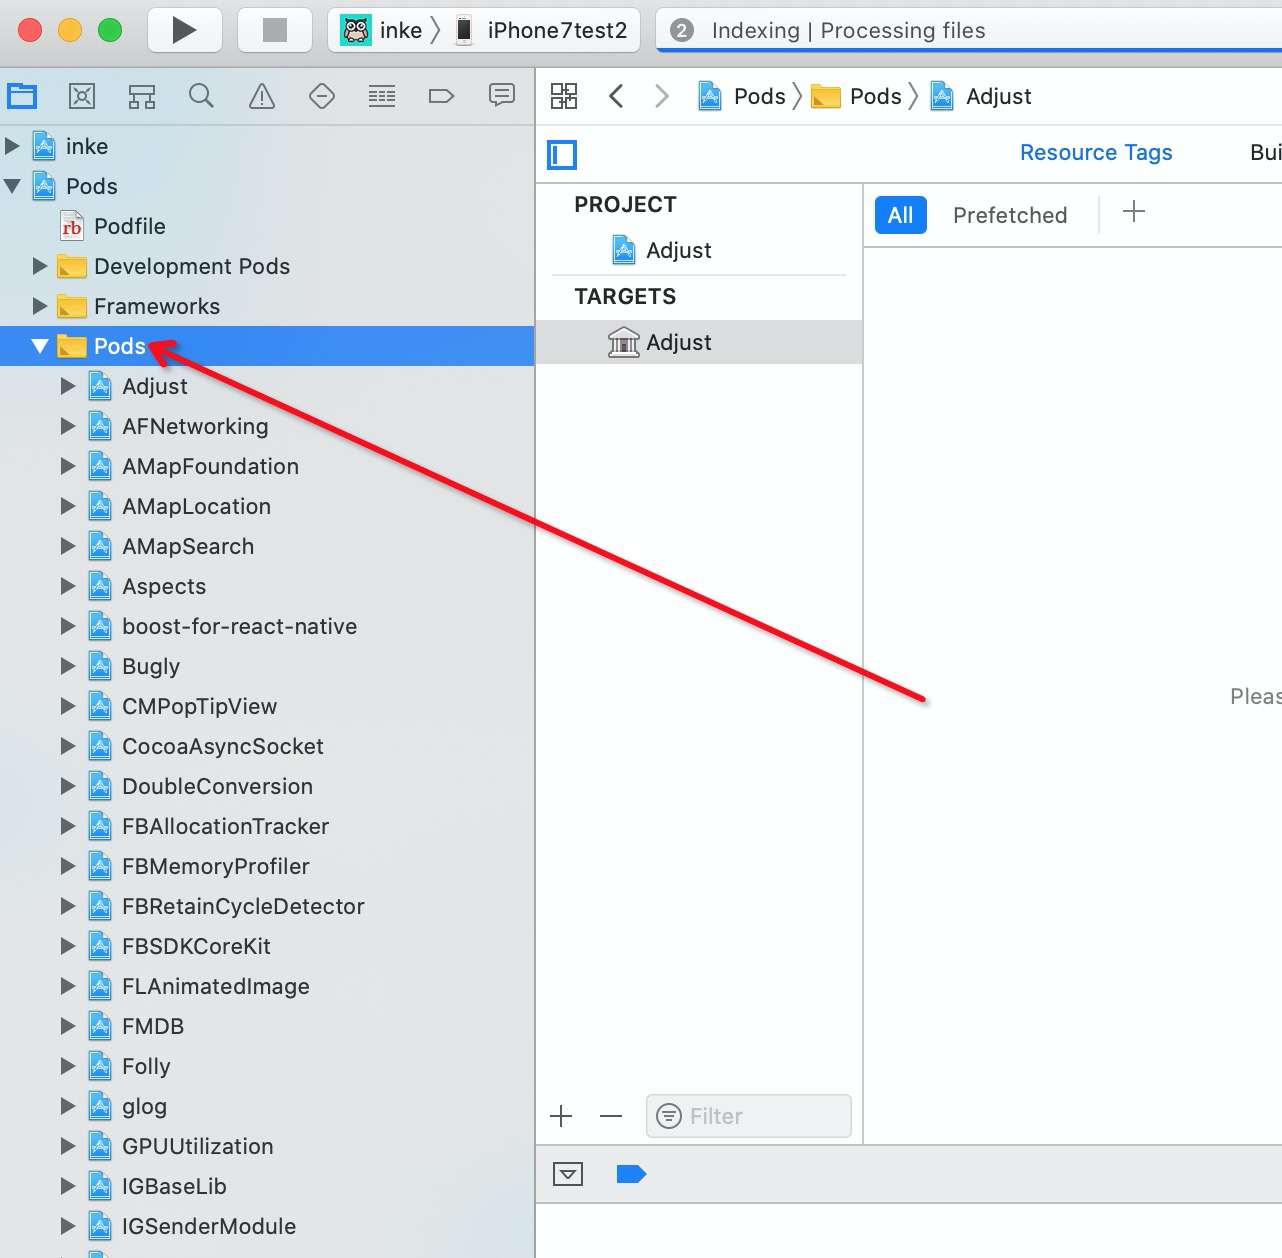 inke 〉 iPhone7test2
2 Indexing | Processing files
Pods 〉 Pods 〉 Adjust
Resource Tags
All Prefetched
inke
Pods
rb Podfile
Development Pods
Frameworks
Pods
Adjust
AFNetworking
AMapFoundation
AMapLocation
AMapSearch
Aspects
boost-for-react-native
Bugly
CMPopTipView
CocoaAsyncSocket
DoubleConversion
FBAllocationTracker
FBMemoryProfiler
FBRetainCycleDetector
FBSDKCoreKit
FLAnimatedImage
FMDB
Folly
glog
GPUUtilization
IGBaseLib
IGSenderModule
PROJECT
Adjust
TARGETS
Adjust
Filter